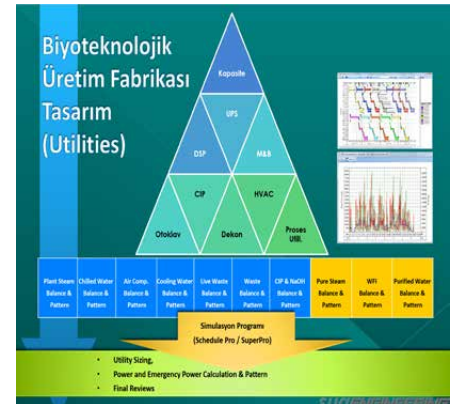 Biyoteknolojik
Üretim Fabrikası
Tasarım
(Utilities)
Kapasite
UPS
DSP
M&B
CIP
HVAC
Otoklav
Dekon
Proses
Util.
Plant Steam
Balance &
Pattern
Chilled Water
Balance &
Pattern
Air Comp.
Balance &
Pattern
Cooling Water
Balance &
Pattern
Live Waste
Balance &
Pattern
Waste
Balance &
Pattern
CIP & NaOH
Balance &
Pattern
Pure Steam
Balance &
Pattern
WFI
Balance &
Pattern
Purified Water
Balance &
Pattern
Simulasyon Programı
(Schedule Pro / SuperPro)
• Utility Sizing,
• Power and Emergency Power Calculation & Pattern
• Final Reviews